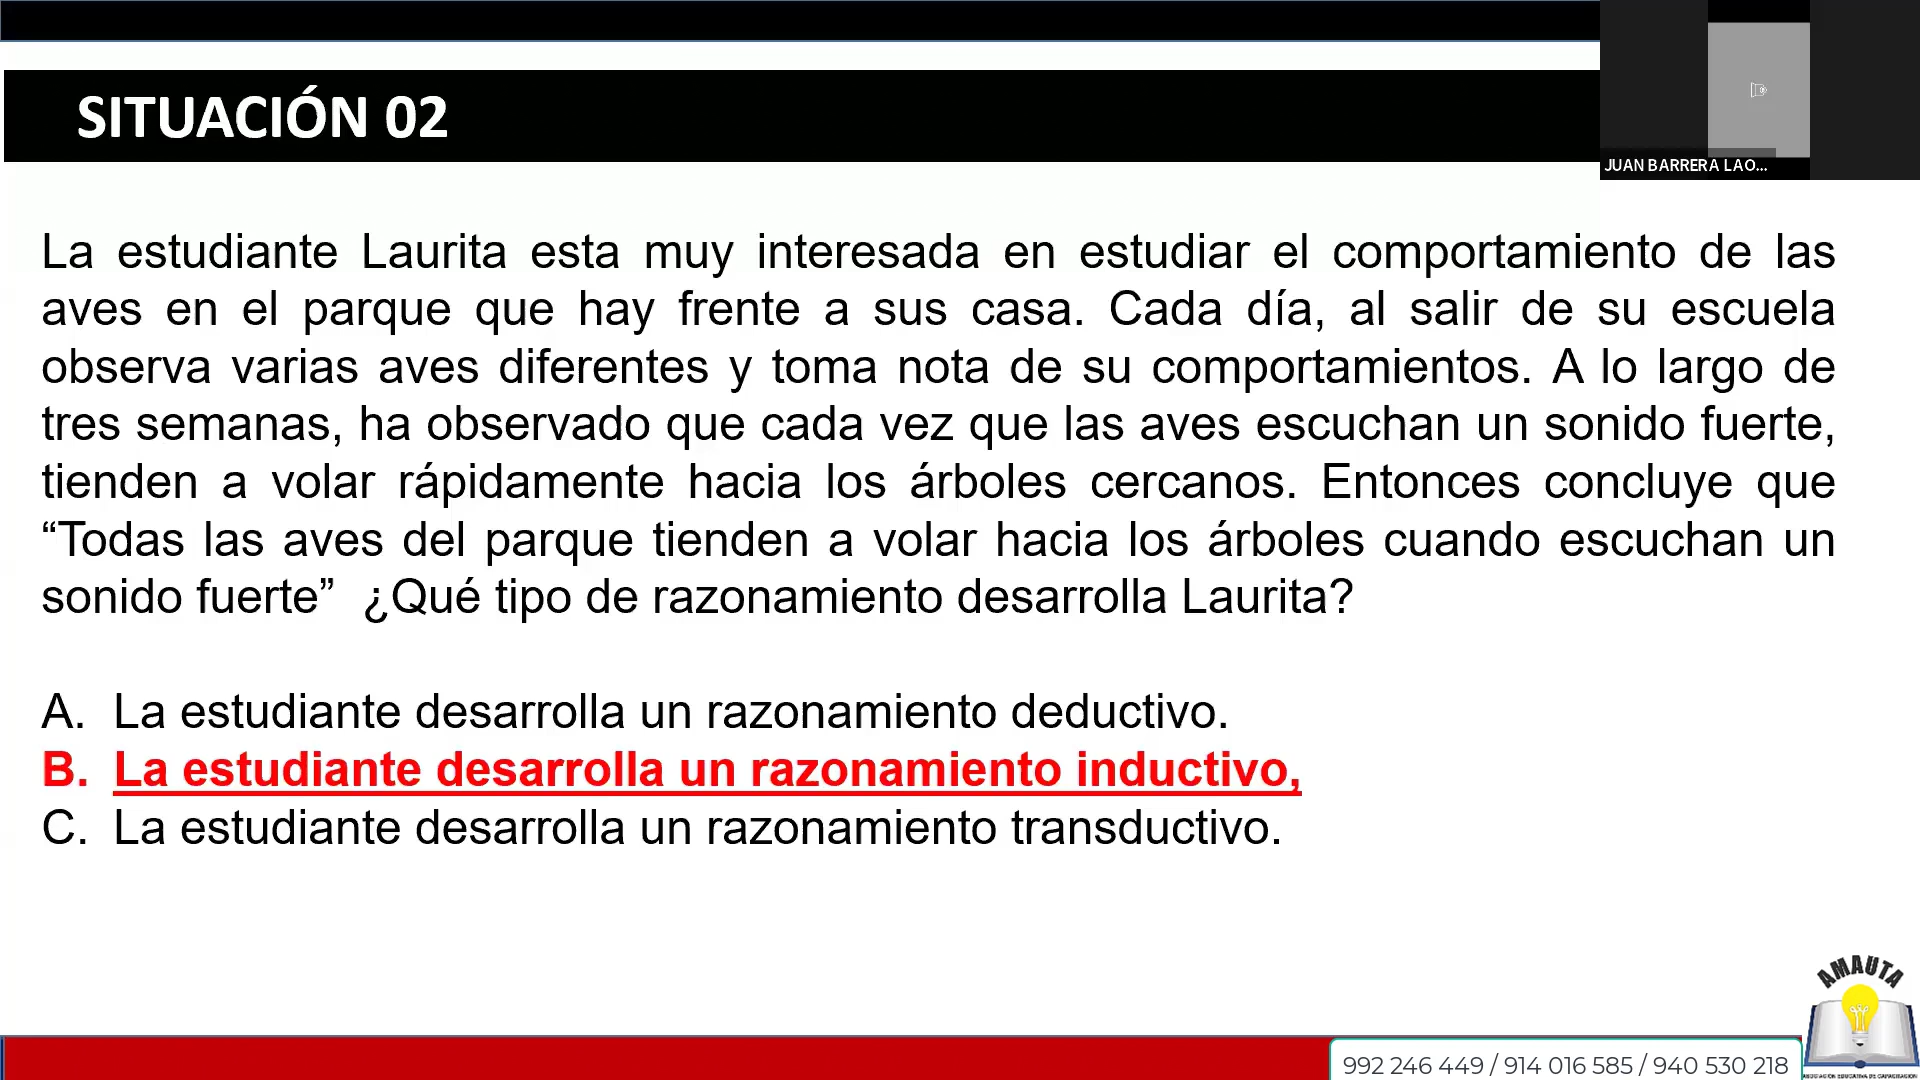 SITUACIÓN 02
JUAN BARRERA LAO...
La estudiante Laurita esta muy interesada en estudiar el comportamiento de las
aves en el parque que hay frente a sus casa. Cada día, al salir de su escuela
observa varias aves diferentes y toma nota de su comportamientos. A lo largo de
tres semanas, ha observado que cada vez que las aves escuchan un sonido fuerte,
tienden a volar rápidamente hacia los árboles cercanos. Entonces concluye que
“Todas las aves del parque tienden a volar hacia los árboles cuando escuchan un
sonido fuerte” ¿Qué tipo de razonamiento desarrolla Laurita?
A. La estudiante desarrolla un razonamiento deductivo.
B. La estudiante desarrolla un razonamiento inductivo,
C. La estudiante desarrolla un razonamiento transductivo.
AMAUTA
ASOCIACIÓN EDUCATIVA DE CAPACITACIÓN
992 246 449 / 914 016 585 / 940 530 218